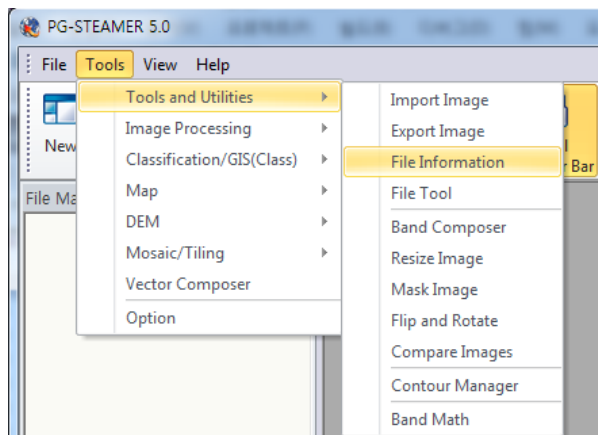 PG-STEAMER 5.0
File Tools View Help
New
r Bar
File Ma
Tools and Utilities
Image Processing
Classification/GIS(Class)
Map
DEM
Mosaic/Tiling
Vector Composer
Option
Import Image
Export Image
File Information
File Tool
Band Composer
Resize Image
Mask Image
Flip and Rotate
Compare Images
Contour Manager
Band Math